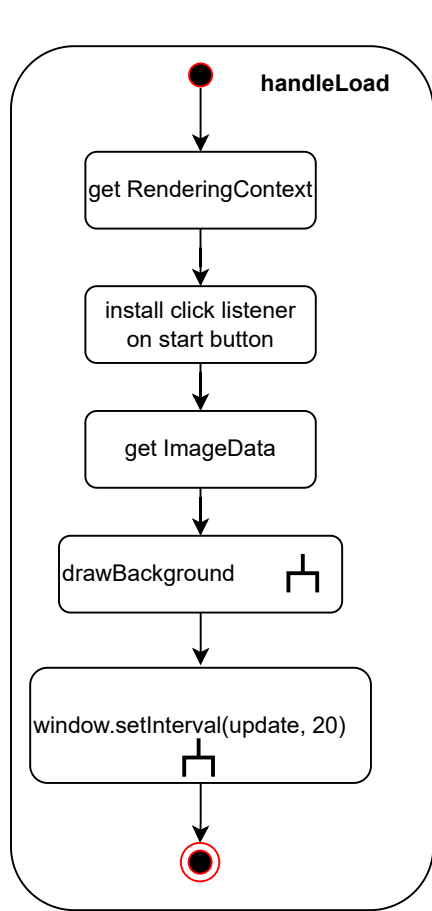 handleLoad
get RenderingContext
install click listener
on start button
get ImageData
drawBackground
window.setInterval(update, 20)